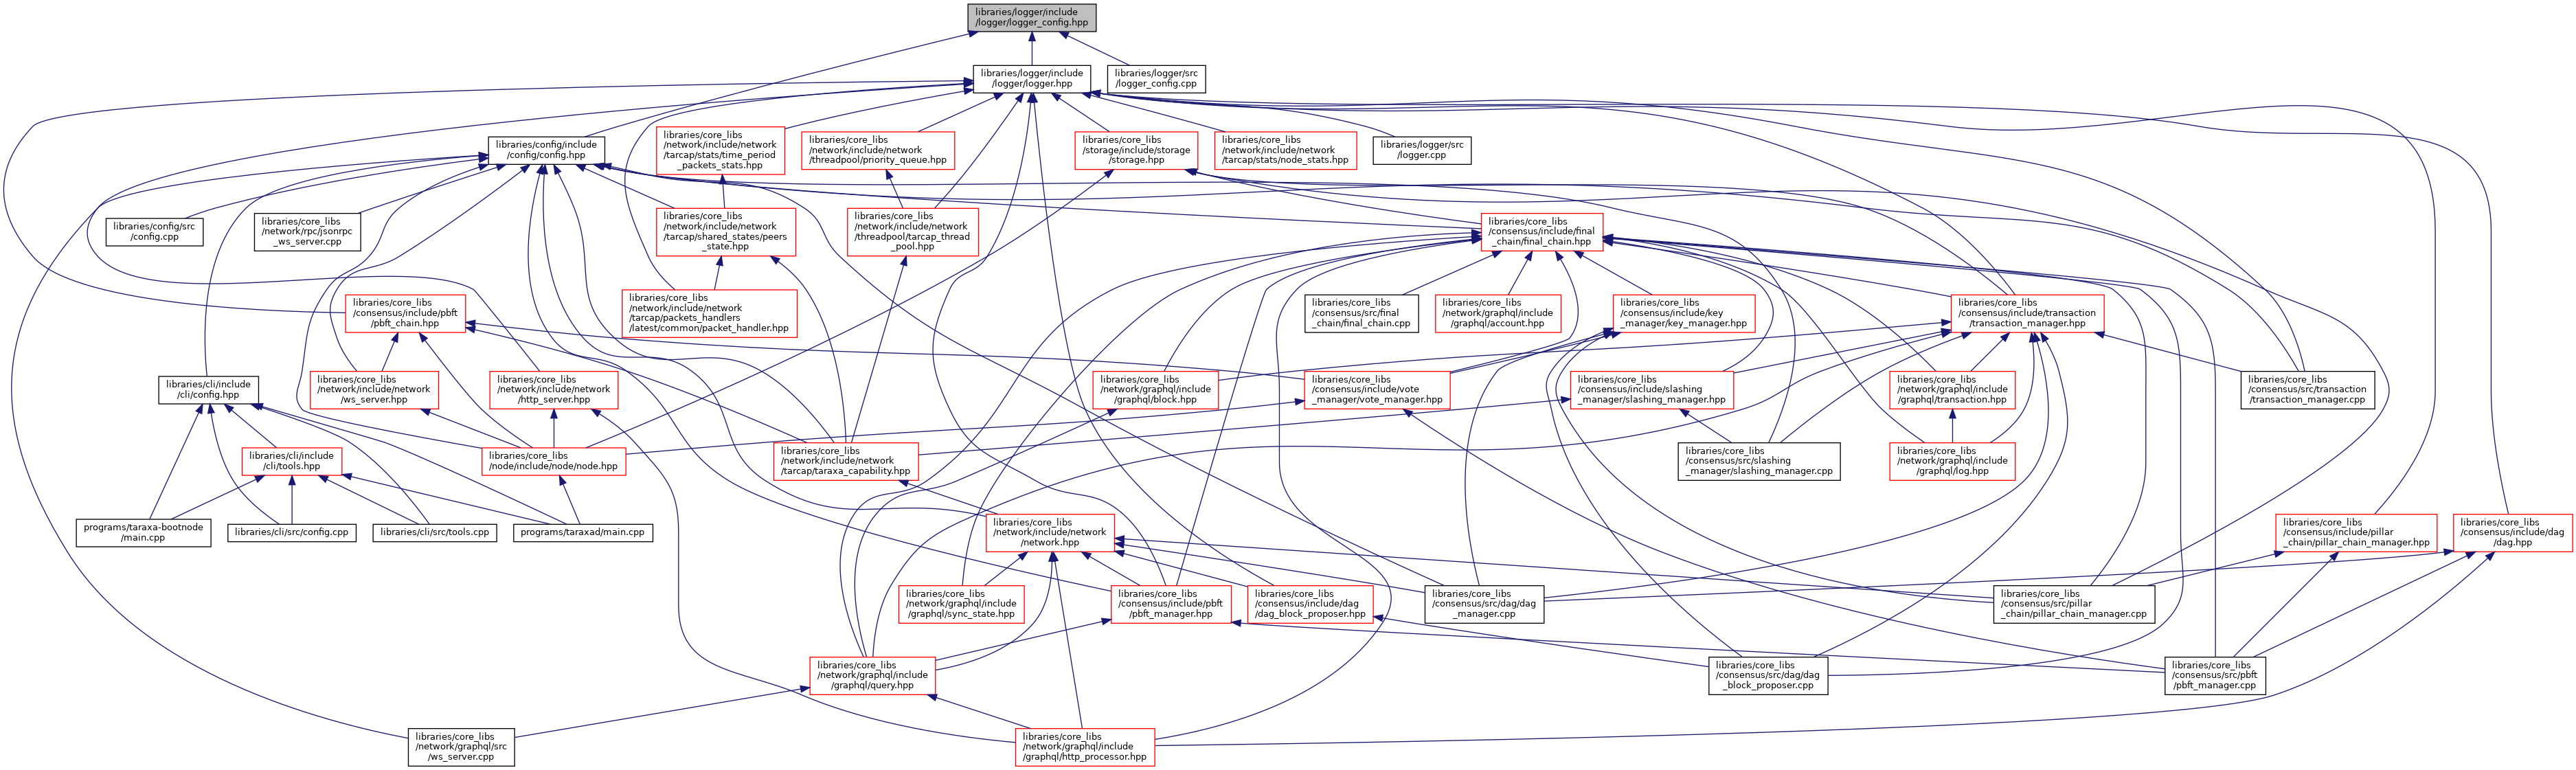 libraries/logger/include
/logger/logger_config.hpp
libraries/logger/include
/logger/logger.hpp
libraries/logger/src
/logger_config.cpp
libraries/config/include
/config/config.hpp
libraries/core_libs
/network/include/network
/tarcap/stats/time_period
_packets_stats.hpp
libraries/core_libs
/network/include/network
/threadpool/priority_queue.hpp
libraries/core_libs
/storage/include/storage
/storage.hpp
libraries/core_libs
/network/include/network
/tarcap/stats/node_stats.hpp
libraries/logger/src
/logger.cpp
libraries/config/src
/config.cpp
libraries/core_libs
/network/rpc/jsonrpc
_ws_server.cpp
libraries/core_libs
/network/include/network
/tarcap/shared_states/peers
_state.hpp
libraries/core_libs
/network/include/network
/threadpool/tarcap_thread
_pool.hpp
libraries/core_libs
/consensus/include/final
_chain/final_chain.hpp
libraries/core_libs
/consensus/include/pbft
/pbft_chain.hpp
libraries/core_libs
/network/include/network
/tarcap/packets_handlers
/latest/common/packet_handler.hpp
libraries/core_libs
/consensus/src/final
_chain/final_chain.cpp
libraries/core_libs
/network/graphql/include
/graphql/account.hpp
libraries/core_libs
/consensus/include/key
_manager/key_manager.hpp
libraries/core_libs
/consensus/include/transaction
/transaction_manager.hpp
libraries/cli/include
/cli/config.hpp
libraries/core_libs
/network/include/network
/ws_server.hpp
libraries/core_libs
/network/include/network
/http_server.hpp
libraries/core_libs
/network/graphql/include
/graphql/block.hpp
libraries/core_libs
/consensus/include/vote
_manager/vote_manager.hpp
libraries/core_libs
/consensus/include/slashing
_manager/slashing_manager.hpp
libraries/core_libs
/network/graphql/include
/graphql/transaction.hpp
libraries/core_libs
/consensus/src/transaction
/transaction_manager.cpp
libraries/cli/include
/cli/tools.hpp
libraries/core_libs
/node/include/node/node.hpp
libraries/core_libs
/network/include/network
/tarcap/taraxa_capability.hpp
libraries/core_libs
/consensus/src/slashing
_manager/slashing_manager.cpp
libraries/core_libs
/network/graphql/include
/graphql/log.hpp
programs/taraxa-bootnode
/main.cpp
libraries/cli/src/config.cpp
libraries/cli/src/tools.cpp
programs/taraxad/main.cpp
libraries/core_libs
/network/include/network
/network.hpp
libraries/core_libs
/consensus/include/pillar
_chain/pillar_chain_manager.hpp
libraries/core_libs
/consensus/include/dag
/dag.hpp
libraries/core_libs
/network/graphql/include
/graphql/sync_state.hpp
libraries/core_libs
/consensus/include/pbft
/pbft_manager.hpp
libraries/core_libs
/consensus/include/dag
/dag_block_proposer.hpp
libraries/core_libs
/consensus/src/dag/dag
_manager.cpp
libraries/core_libs
/consensus/src/pillar
_chain/pillar_chain_manager.cpp
libraries/core_libs
/network/graphql/include
/graphql/query.hpp
libraries/core_libs
/consensus/src/dag/dag
_block_proposer.cpp
libraries/core_libs
/consensus/src/pbft
/pbft_manager.cpp
libraries/core_libs
/network/graphql/src
/ws_server.cpp
libraries/core_libs
/network/graphql/include
/graphql/http_processor.hpp